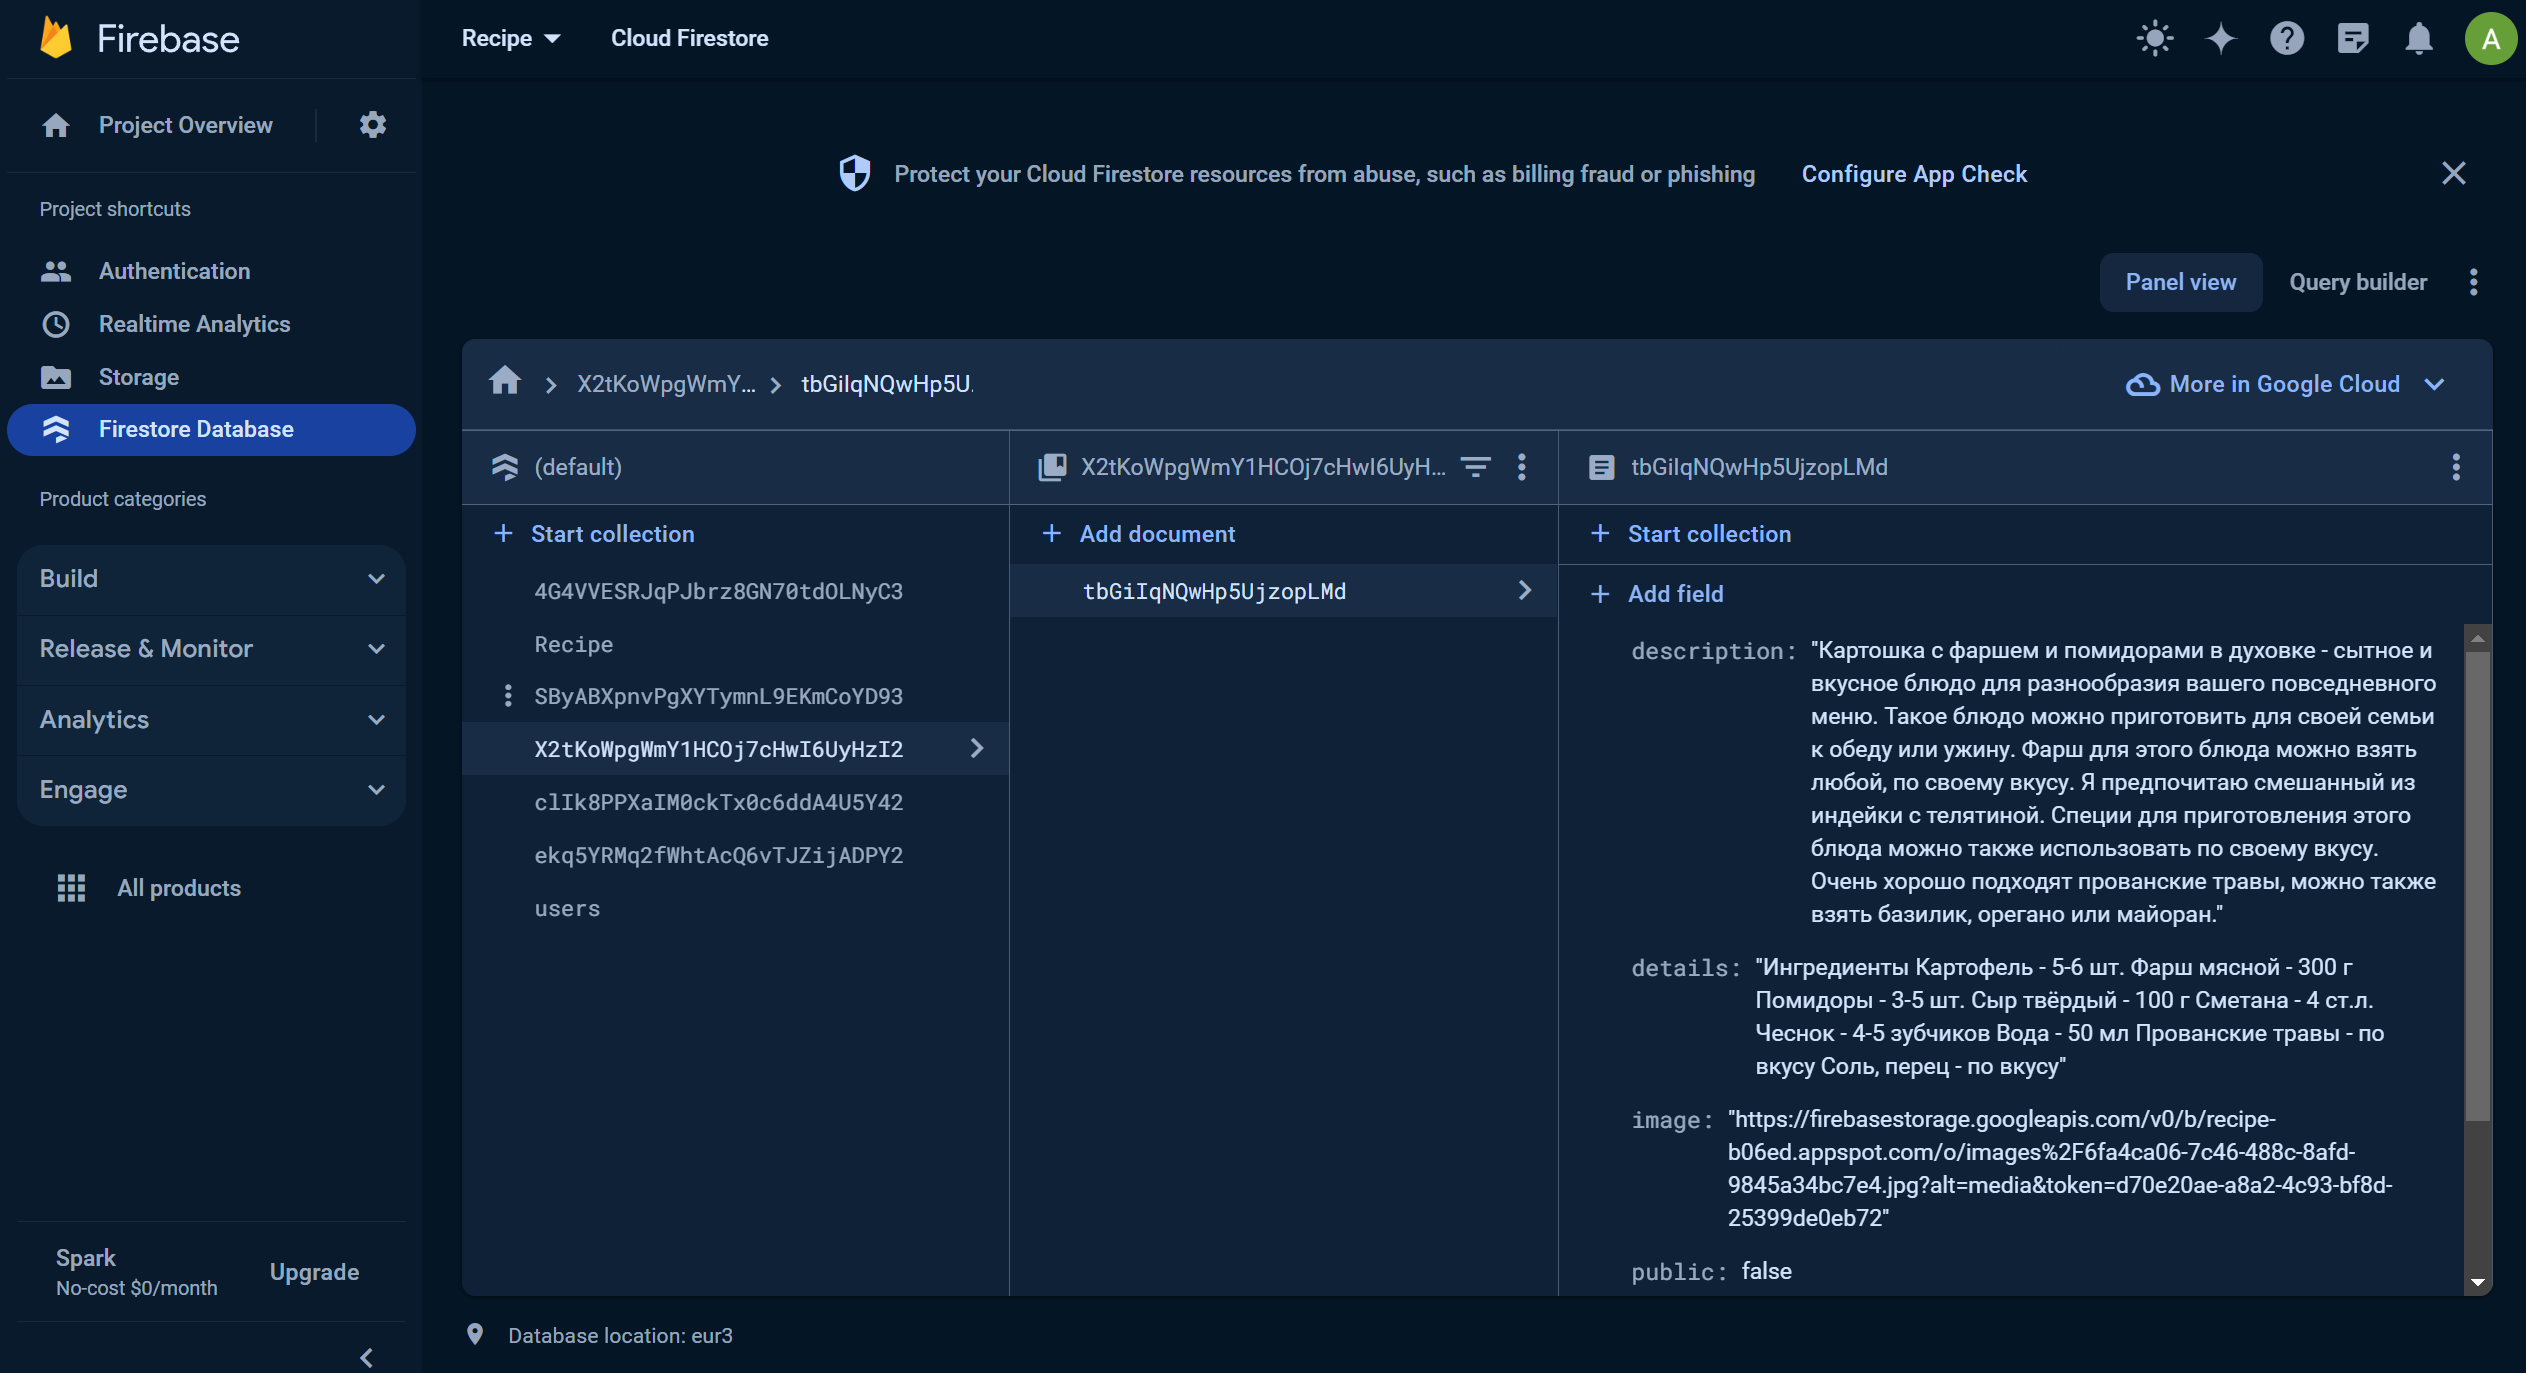 Firebase
Recipe
Cloud Firestore
A
Project Overview
Project shortcuts
Authentication
Realtime Analytics
Storage
Firestore Database
Product categories
Build
Release & Monitor
Analytics
Engage
All products
Spark
No-cost $0/month
Upgrade
Protect your Cloud Firestore resources from abuse, such as billing fraud or phishing
Configure App Check
Panel view
Query builder
X2tKoWpgWmY...
tbGiIqNQwHp5U.
More in Google Cloud
(default)
Start collection
4G4VVESRJqPJbrz8GN70tdOLNyC3
Recipe
SByABXpnvPgXYTymnL9EKmCoYD93
X2tKoWpgWmY1HCOj7cHwI6UyHzI2
clIk8PPXaIM0ckTx0c6ddA4U5Y42
ekq5YRMq2fWhtAcQ6vTJZijADPY2
users
X2tKoWpgWmY1HCOj7cHwI6UyH...
Add document
tbGiIqNQwHp5UjzopLMd
tbGiIqNQwHp5UjzopLMd
Start collection
Add field
description: "Картошка с фаршем и помидорами в духовке - сытное и
вкусное блюдо для разнообразия вашего повседневного
меню. Такое блюдо можно приготовить для своей семьи
к обеду или ужину. Фарш для этого блюда можно взять
любой, по своему вкусу. Я предпочитаю смешанный из
индейки с телятиной. Специи для приготовления этого
блюда можно также использовать по своему вкусу.
Очень хорошо подходят прованские травы, можно также
взять базилик, орегано или майоран."
details: "Ингредиенты Картофель - 5-6 шт. Фарш мясной - 300 г
Помидоры - 3-5 шт. Сыр твёрдый - 100 г Сметана - 4 ст.л.
Чеснок - 4-5 зубчиков Вода - 50 мл Прованские травы - по
вкусу Соль, перец - по вкусу"
image: "https://firebasestorage.googleapis.com/v0/b/recipe-
b06ed.appspot.com/o/images%2F6fa4ca06-7c46-488c-8afd-
9845a34bc7e4.jpg?alt=media&token=d70e20ae-a8a2-4c93-bf8d-
25399de0eb72"
public: false
Database location: eur3